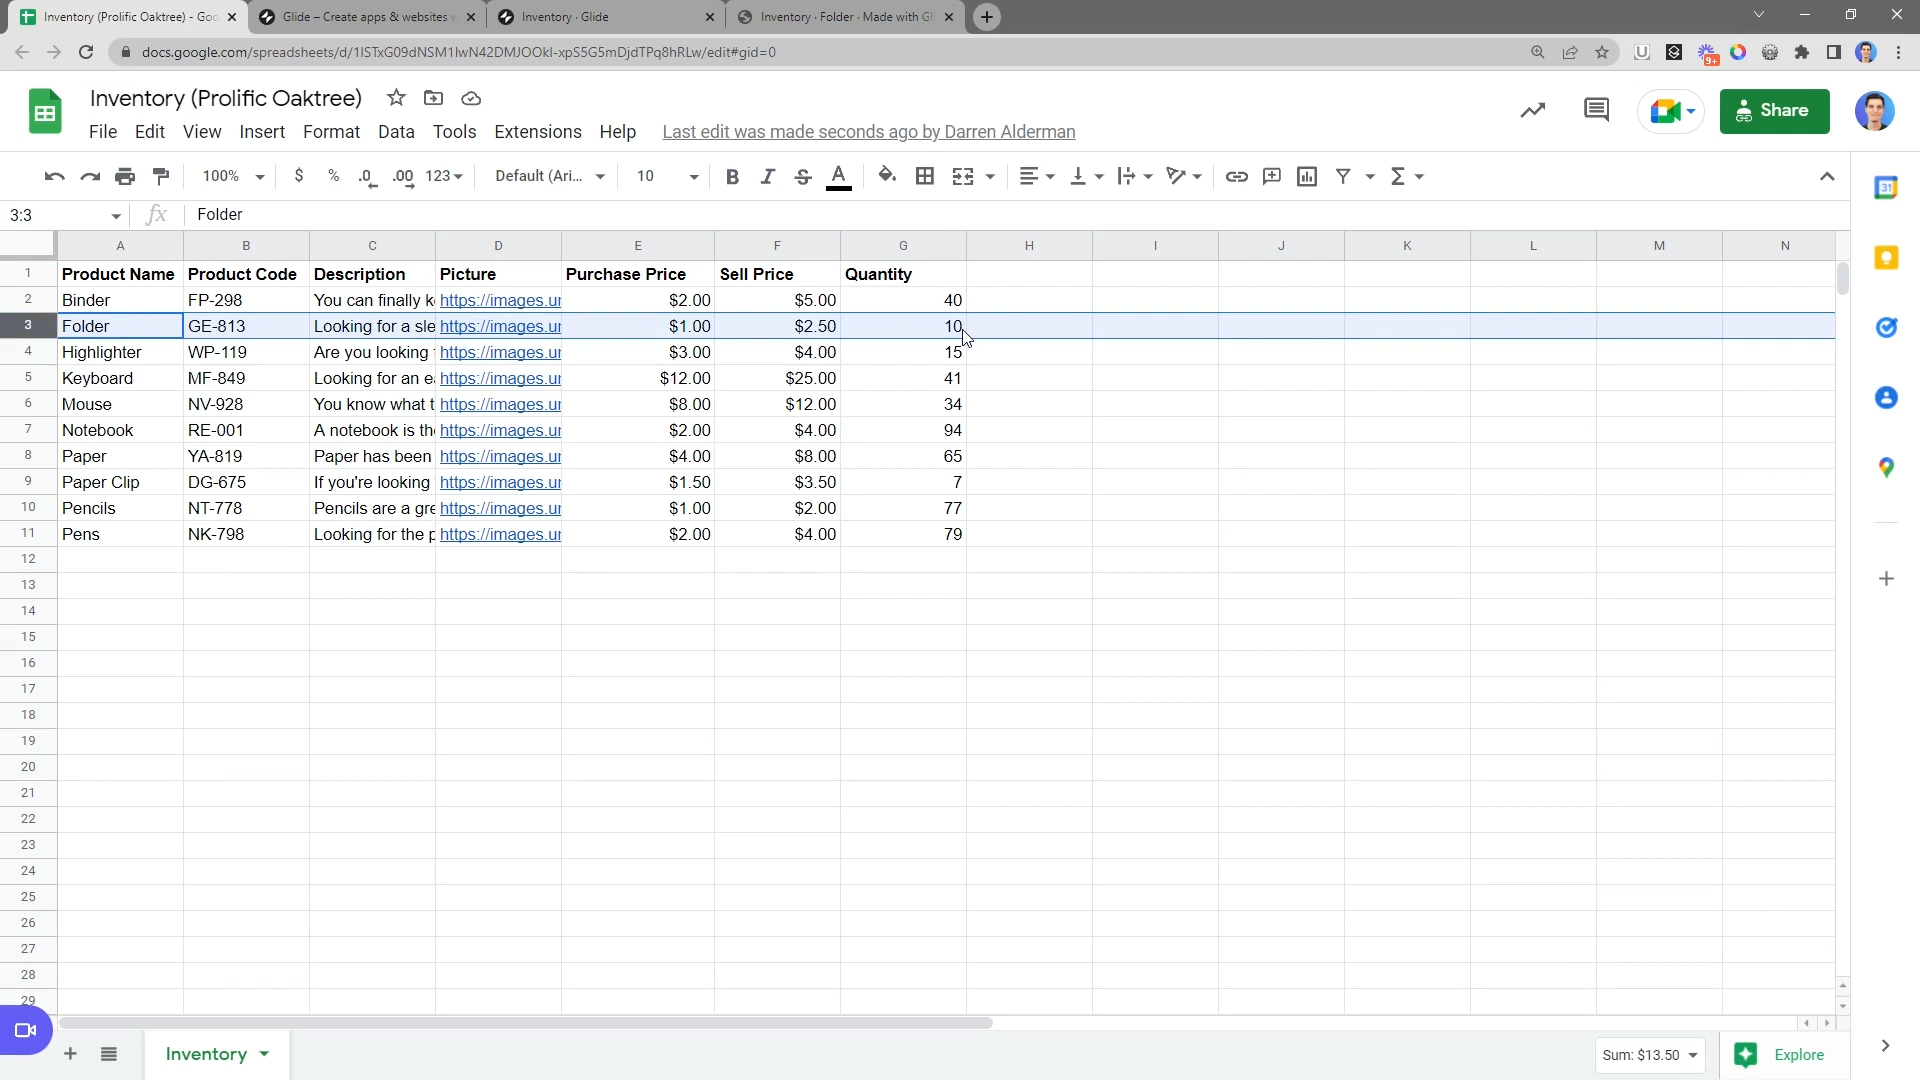 Inventory (Prolific Oaktree) - Goo
Glide – Create apps & websites w
Inventory · Glide
Inventory · Folder · Made with Gl
docs.google.com/spreadsheets/d/1ISTxG09dNSM1IwN42DMJOOkI-xpS5G5mDjdTPq8hRLw/edit#gid=0
9+
Inventory (Prolific Oaktree)
Share
File Edit View Insert Format Data Tools Extensions Help Last edit was made seconds ago by Darren Alderman
100% $ % .0 .00 123 Default (Ari... 10 B I S A
31
3:3 fx Folder
A B C D E F G H I J K L M N
1 Product Name Product Code Description Picture Purchase Price Sell Price Quantity
2 Binder FP-298 You can finally k https://images.ur $2.00 $5.00 40
3 Folder GE-813 Looking for a sle https://images.ur $1.00 $2.50 10
4 Highlighter WP-119 Are you looking https://images.ur $3.00 $4.00 15
5 Keyboard MF-849 Looking for an ea https://images.ur $12.00 $25.00 41
6 Mouse NV-928 You know what t https://images.ur $8.00 $12.00 34
7 Notebook RE-001 A notebook is the https://images.ur $2.00 $4.00 94
8 Paper YA-819 Paper has been https://images.ur $4.00 $8.00 65
9 Paper Clip DG-675 If you're looking https://images.ur $1.50 $3.50 7
10 Pencils NT-778 Pencils are a gre https://images.ur $1.00 $2.00 77
11 Pens NK-798 Looking for the p https://images.ur $2.00 $4.00 79
12
13
14
15
16
17
18
19
20
21
22
23
24
25
26
27
28
29
Inventory
Sum: $13.50
Explore